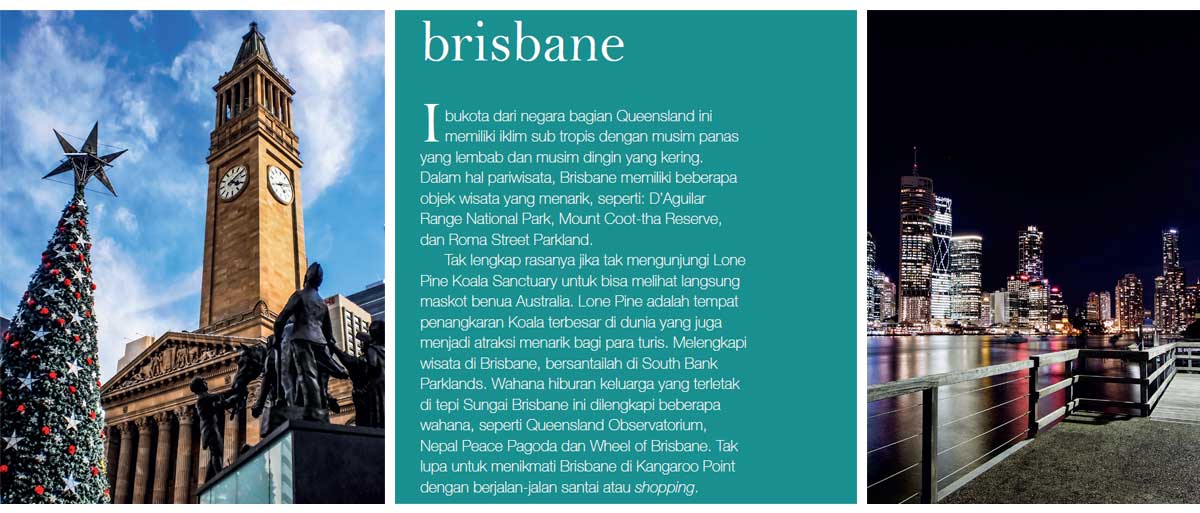 brisbane
Ibukota dari negara bagian Queensland ini
memiliki iklim sub tropis dengan musim panas
yang lembab dan musim dingin yang kering.
Dalam hal pariwisata, Brisbane memiliki beberapa
objek wisata yang menarik, seperti: D'Aguilar
Range National Park, Mount Coot-tha Reserve,
dan Roma Street Parkland.
Tak lengkap rasanya jika tak mengunjungi Lone
Pine Koala Sanctuary untuk bisa melihat langsung
maskot benua Australia. Lone Pine adalah tempat
penangkaran Koala terbesar di dunia yang juga
menjadi atraksi menarik bagi para turis. Melengkapi
wisata di Brisbane, bersantailah di South Bank
Parklands. Wahana hiburan keluarga yang terletak
di tepi Sungai Brisbane ini dilengkapi beberapa
wahana, seperti Queensland Observatorium,
Nepal Peace Pagoda dan Wheel of Brisbane. Tak
lupa untuk menikmati Brisbane di Kangaroo Point
dengan berjalan-jalan santai atau shopping.